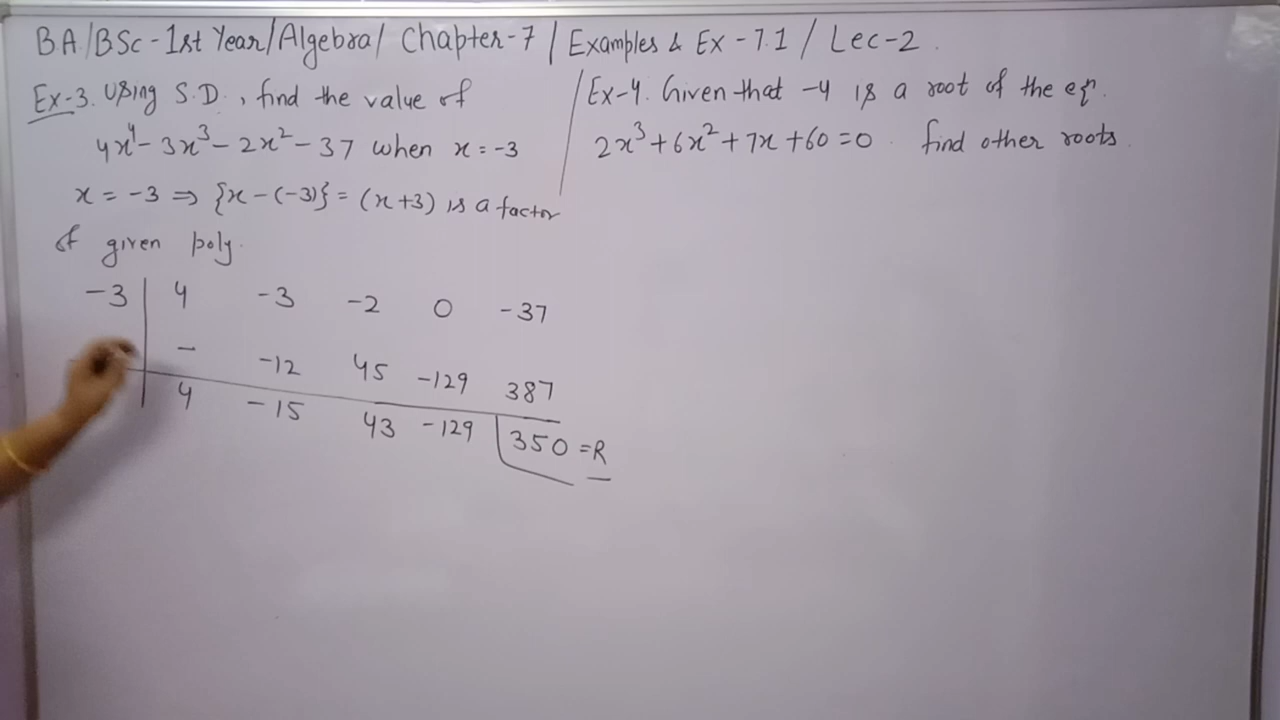 BA/BSc-1st Year/Algebra/ Chapter-7/Examples & Ex-7.1/Lec-2.
Ex-3. Using S.D., find the value of
4x⁴-3x³-2x²-37 when x=-3
x=-3 ⇒ {x-(-3)}=(x+3) is a factor
of given poly.
-3 | 4 -3 -2 0 -37
- -12 45 -129 387
4 -15 43 -129 350 = R
Ex-4. Given that -4 is a root of the eqn.
2x³+6x²+7x+60=0. find other roots.